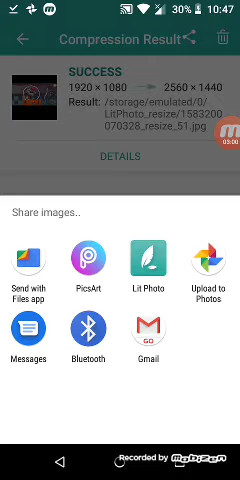 30% 10:47
Compression Result
SUCCESS
1920 × 1080 2560 × 1440
Result: /storage/emulated/0/
LitPhoto_resize/1583200
070328_resize_51.jpg
03:00
DETAILS
Share images..
Send with
Files app
PicsArt
Lit Photo
Upload to
Photos
GO
Messages
Bluetooth
Gmail
Recorded by mobizen